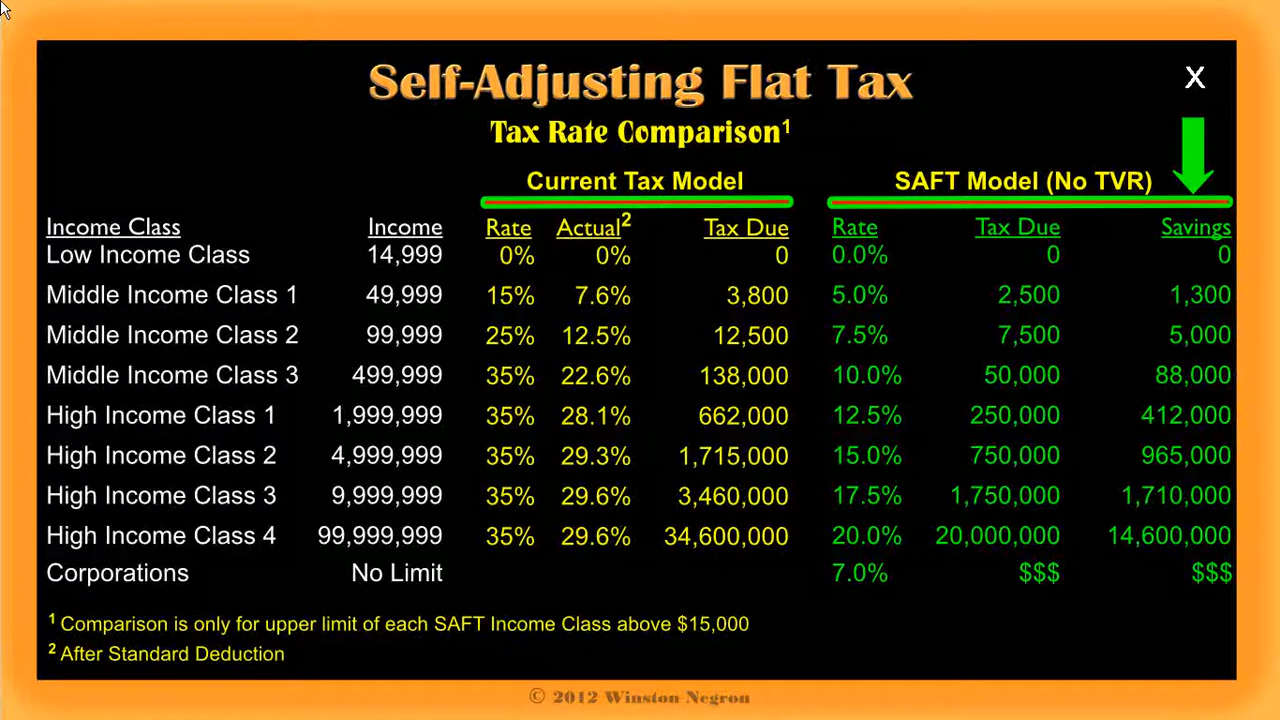 Self-Adjusting Flat Tax
X
Tax Rate Comparison1
Current Tax Model SAFT Model (No TVR)
Income Class Income Rate Actual2 Tax Due Rate Tax Due Savings
Low Income Class 14,999 0% 0% 0 0.0% 0 0
Middle Income Class 1 49,999 15% 7.6% 3,800 5.0% 2,500 1,300
Middle Income Class 2 99,999 25% 12.5% 12,500 7.5% 7,500 5,000
Middle Income Class 3 499,999 35% 22.6% 138,000 10.0% 50,000 88,000
High Income Class 1 1,999,999 35% 28.1% 662,000 12.5% 250,000 412,000
High Income Class 2 4,999,999 35% 29.3% 1,715,000 15.0% 750,000 965,000
High Income Class 3 9,999,999 35% 29.6% 3,460,000 17.5% 1,750,000 1,710,000
High Income Class 4 99,999,999 35% 29.6% 34,600,000 20.0% 20,000,000 14,600,000
Corporations No Limit 7.0% $$$ $$$
1 Comparison is only for upper limit of each SAFT Income Class above $15,000
2 After Standard Deduction
© 2012 Winston Negron